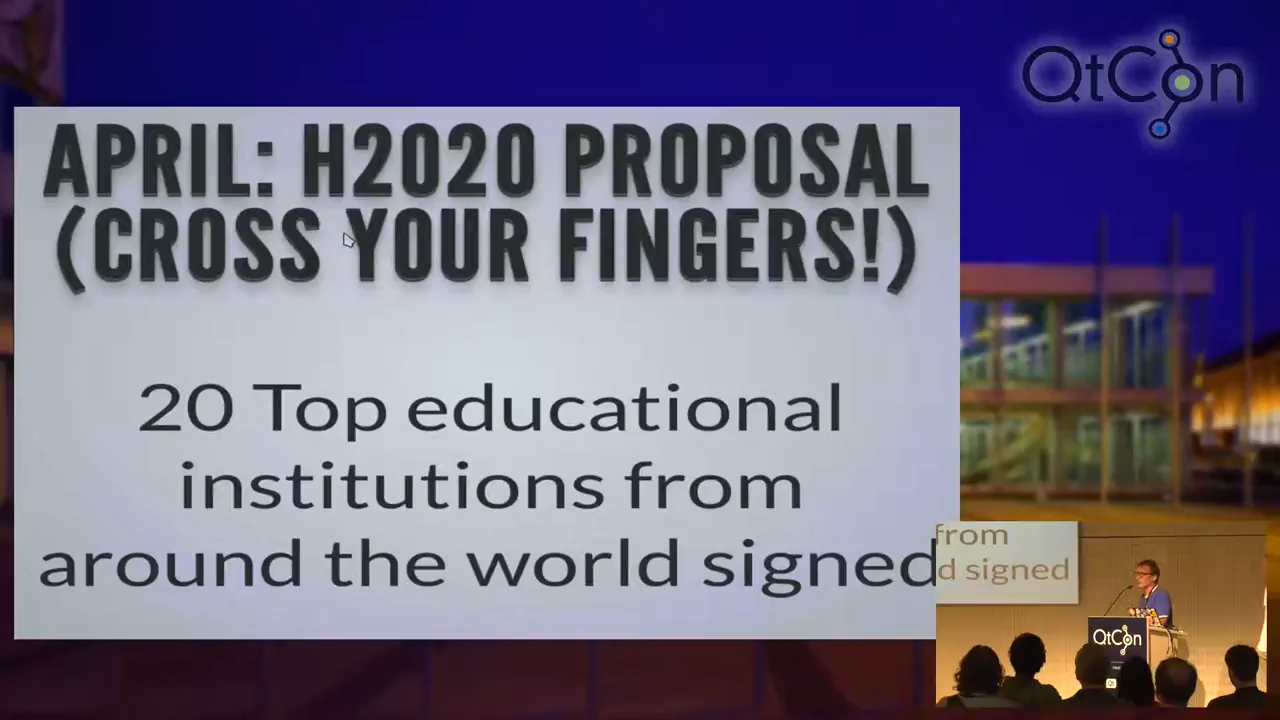 QtCon
APRIL: H2020 PROPOSAL
(CROSS YOUR FINGERS!)
20 Top educational
institutions from
around the world signed
from
d signed
QtCon
Qt